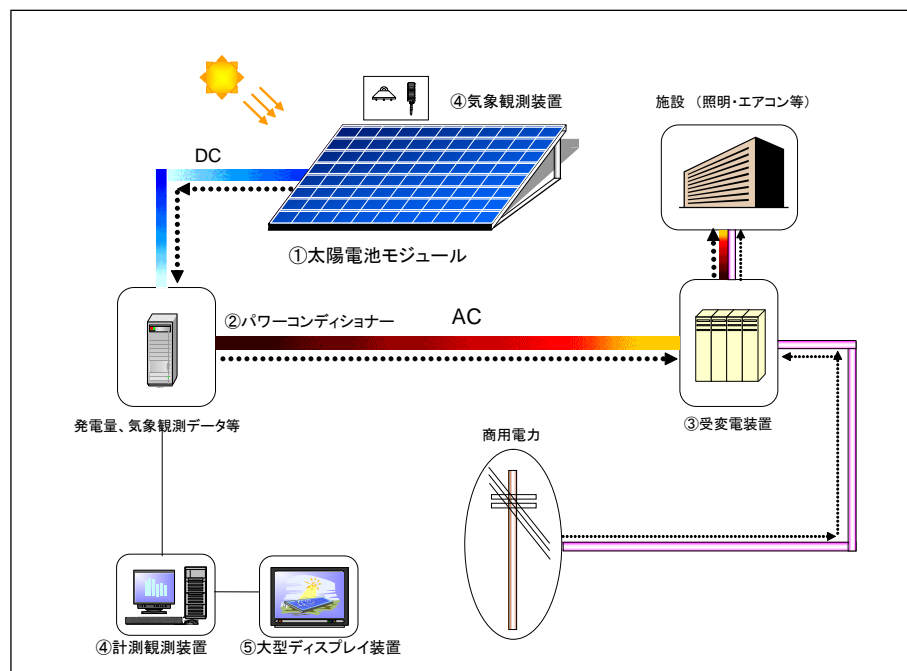 ④気象観測装置
施設 （照明・エアコン等）
DC
①太陽電池モジュール
②パワーコンディショナー
AC
発電量、気象観測データ等
③受変電装置
商用電力
④計測観測装置
⑤大型ディスプレイ装置